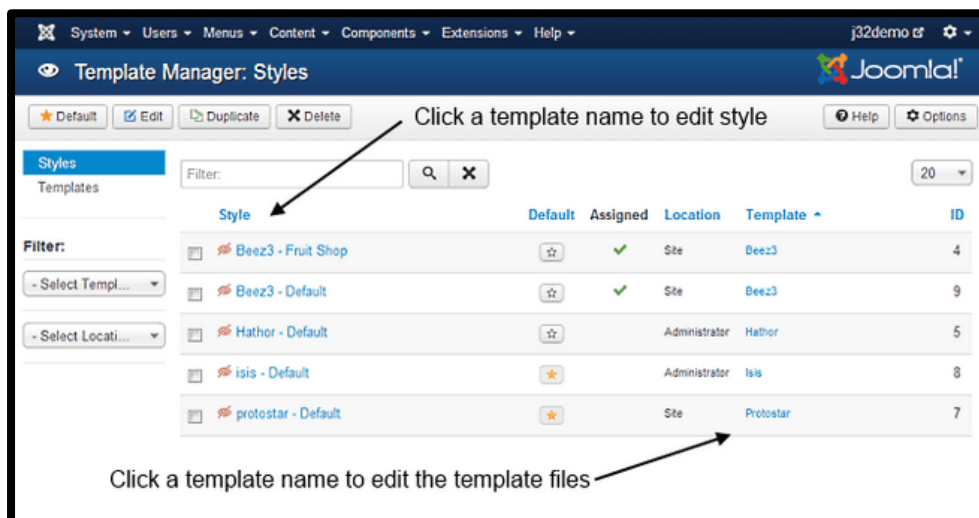 System Users Menus Content Components Extensions Help j32demo
Template Manager: Styles Joomla!
Default Edit Duplicate Delete Click a template name to edit style Help Options
Styles Filter: 20
Templates
Style Default Assigned Location Template ID
Filter: Beez3 - Fruit Shop Site Beez3 4
- Select Templ... Beez3 - Default Site Beez3 9
- Select Locati... Hathor - Default Administrator Hathor 5
isis - Default Administrator Isis 8
protostar - Default Site Protostar 7
Click a template name to edit the template files